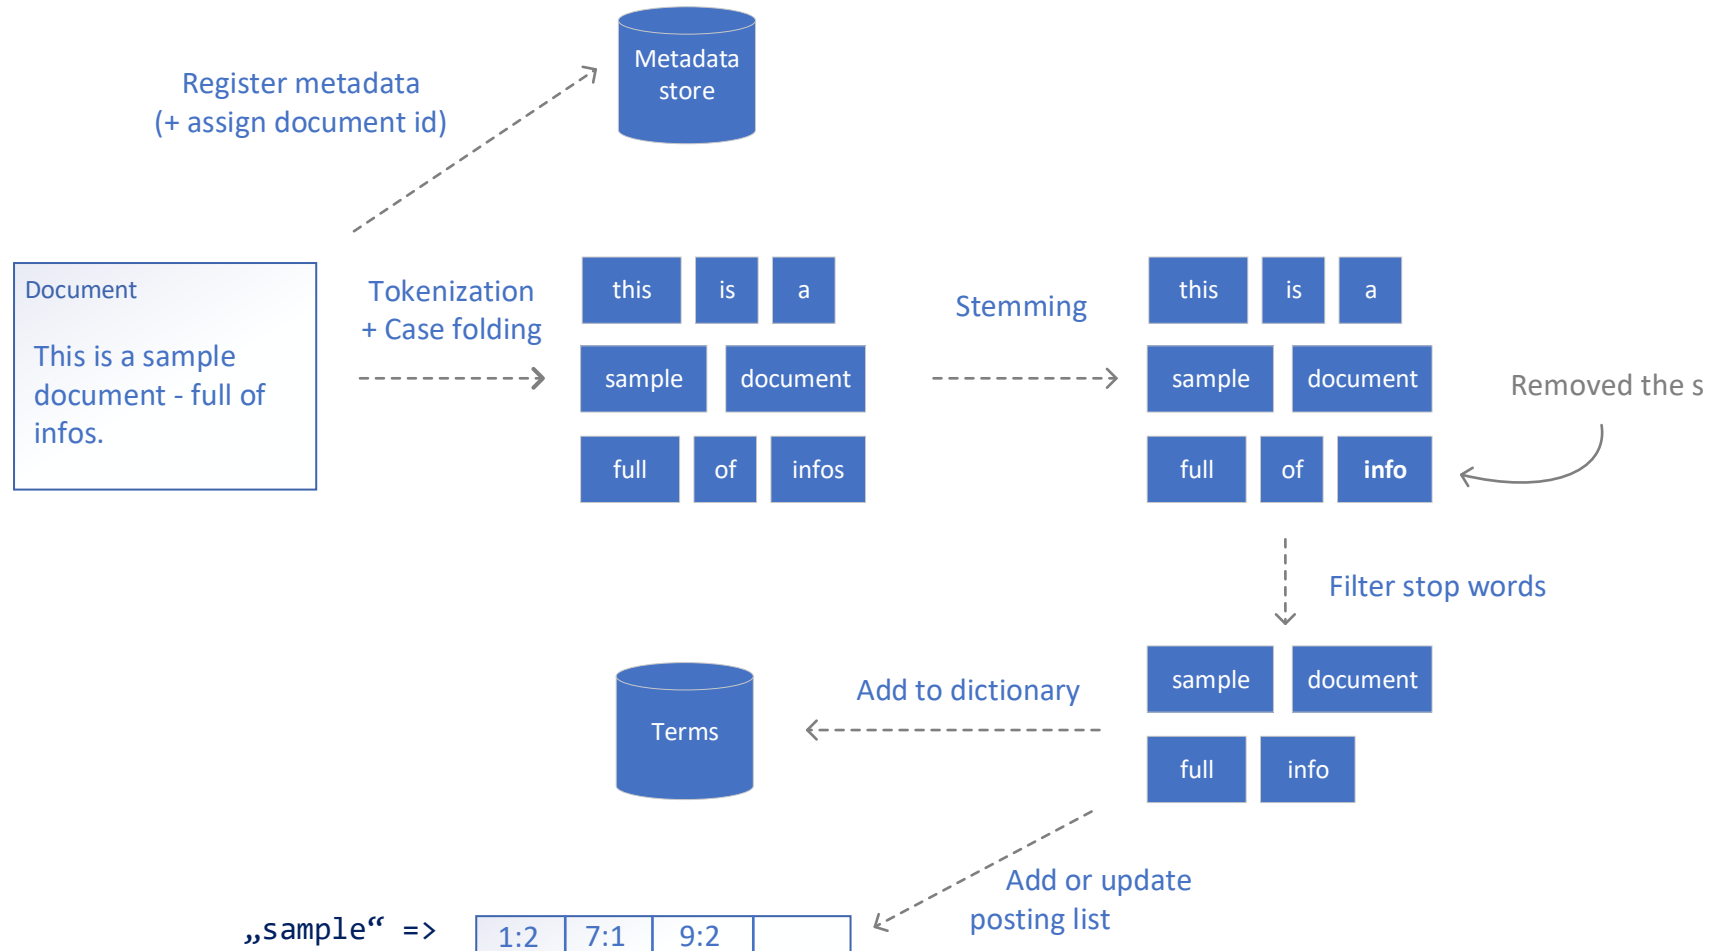 Metadata
store
Register metadata
(+ assign document id)
Document
This is a sample
document - full of
infos.
Tokenization
+ Case folding
this is a
sample document
full of infos
Stemming
this is a
sample document
full of info
Removed the s
Filter stop words
sample document
full info
Add to dictionary
Terms
Add or update
posting list
„sample“ => 1:2 7:1 9:2